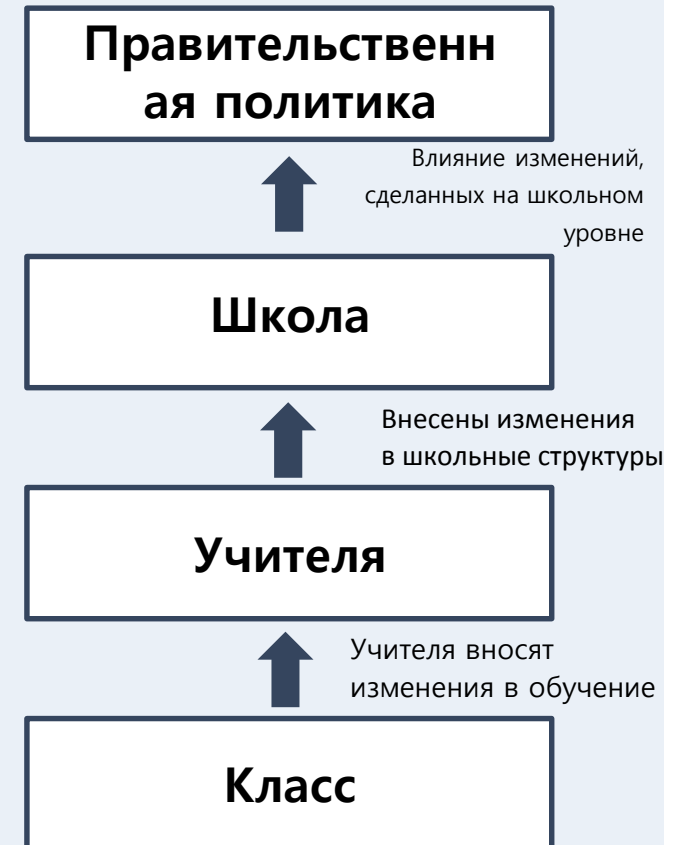 Правительственн
ая политика
Влияние изменений,
сделанных на школьном
уровне
Школа
Внесены изменения
в школьные структуры
Учителя
Учителя вносят
изменения в обучение
Класс